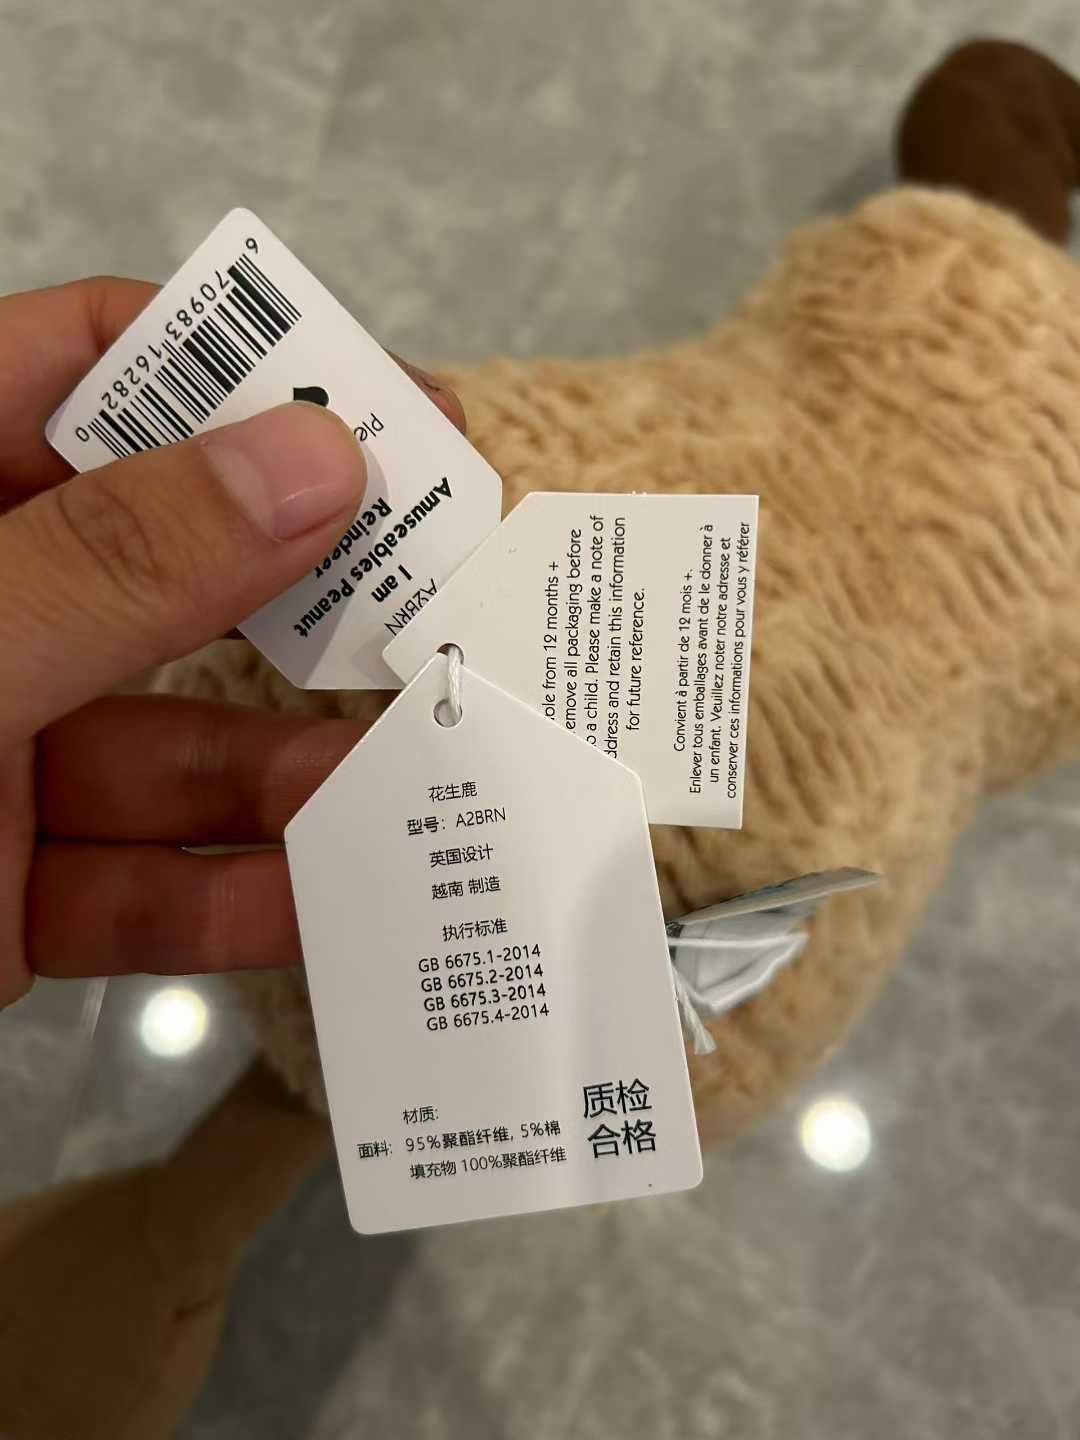 6 70983 16282 0
I am
Amuseables Peanut
Reindeer
A2BRN
from 12 months +
remove all packaging before
to a child. Please make a note of
address and retain this information
for future reference.
Convient à partir de 12 mois +.
Enlever tous emballages avant de le donner à
un enfant. Veuillez noter notre adresse et
conserver ces informations pour vous y référer
花生鹿
型号: A2BRN
英国设计
越南 制造
执行标准
GB 6675.1-2014
GB 6675.2-2014
GB 6675.3-2014
GB 6675.4-2014
材质:
面料: 95%聚酯纤维, 5%棉
填充物 100%聚酯纤维
质检
合格